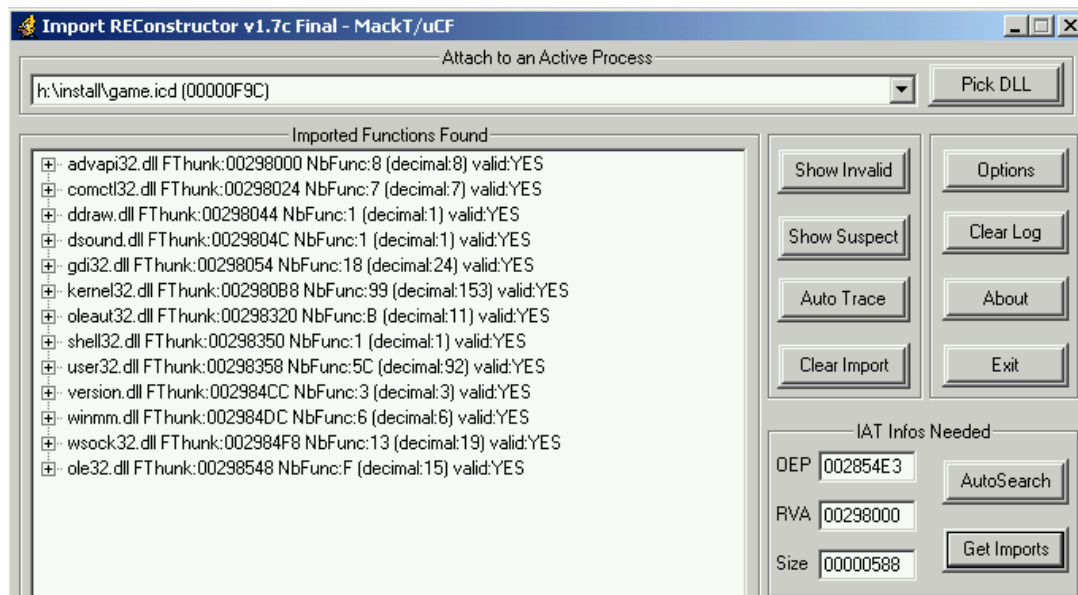 Import REConstructor v1.7c Final - MackT/uCF
Attach to an Active Process
h:\install\game.icd (00000F9C)
Pick DLL
Imported Functions Found
advapi32.dll FThunk:00298000 NbFunc:8 (decimal:8) valid:YES
comctl32.dll FThunk:00298024 NbFunc:7 (decimal:7) valid:YES
ddraw.dll FThunk:00298044 NbFunc:1 (decimal:1) valid:YES
dsound.dll FThunk:0029804C NbFunc:1 (decimal:1) valid:YES
gdi32.dll FThunk:00298054 NbFunc:18 (decimal:24) valid:YES
kernel32.dll FThunk:002980B8 NbFunc:99 (decimal:153) valid:YES
oleaut32.dll FThunk:00298320 NbFunc:B (decimal:11) valid:YES
shell32.dll FThunk:00298350 NbFunc:1 (decimal:1) valid:YES
user32.dll FThunk:00298358 NbFunc:5C (decimal:92) valid:YES
version.dll FThunk:002984CC NbFunc:3 (decimal:3) valid:YES
winmm.dll FThunk:002984DC NbFunc:6 (decimal:6) valid:YES
wsock32.dll FThunk:002984F8 NbFunc:13 (decimal:19) valid:YES
ole32.dll FThunk:00298548 NbFunc:F (decimal:15) valid:YES
Show Invalid
Show Suspect
Auto Trace
Clear Import
Options
Clear Log
About
Exit
IAT Infos Needed
OEP 002854E3
AutoSearch
RVA 00298000
Get Imports
Size 00000588